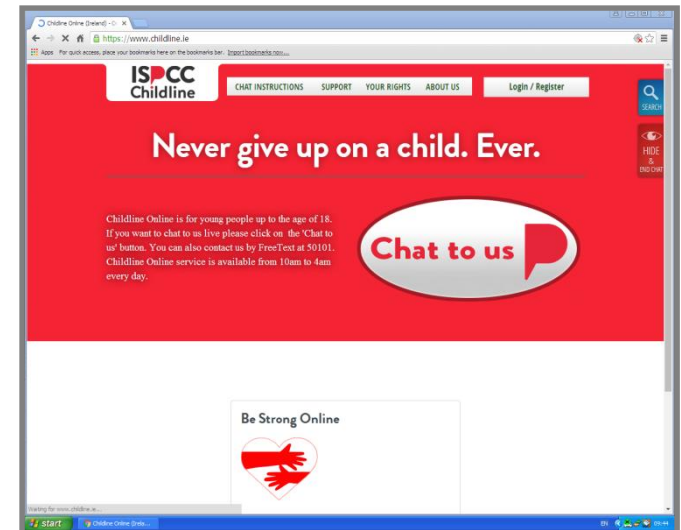 Childline Online (Ireland) - O
https://www.childline.ie
Apps For quick access, place your bookmarks here on the bookmarks bar. Import bookmarks now....
ISPCC
Childline
CHAT INSTRUCTIONS SUPPORT YOUR RIGHTS ABOUT US Login / Register
SEARCH
HIDE
&
END CHAT
Never give up on a child. Ever.
Childline Online is for young people up to the age of 18.
If you want to chat to us live please click on the 'Chat to
us' button. You can also contact us by FreeText at 50101.
Childline Online service is available from 10am to 4am
every day.
Chat to us
Be Strong Online
Waiting for www.childline.ie...
start Childline Online (Irela... EN 09:44